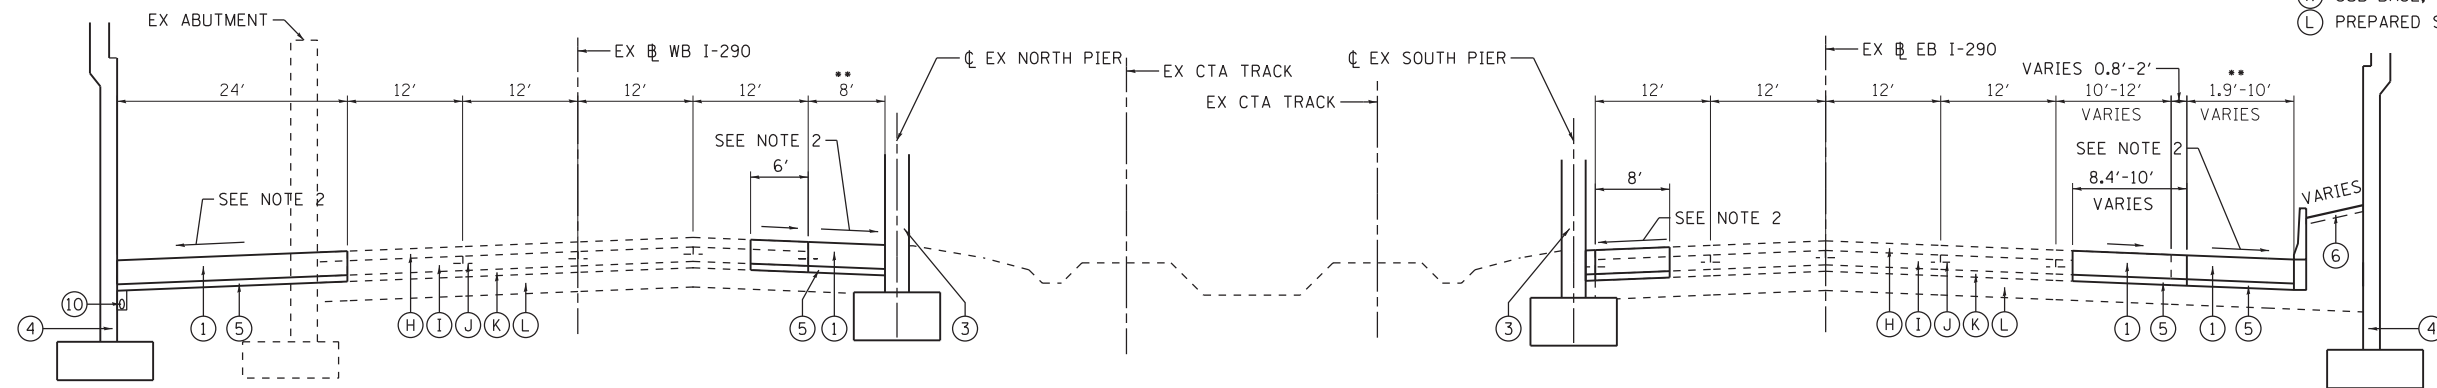 K SUB-BASE,
L PREPARED S
EX ABUTMENT
EX ℄ WB I-290
℄ EX NORTH PIER
EX CTA TRACK
EX CTA TRACK
℄ EX SOUTH PIER
EX ℄ EB I-290
VARIES 0.8'-2'
**
**
24'
12'
12'
12'
12'
8'
12'
12'
12'
12'
10'-12'
VARIES
1.9'-10'
VARIES
SEE NOTE 2
6'
SEE NOTE 2
8'
SEE NOTE 2
SEE NOTE 2
8.4'-10'
VARIES
VARIES
6
10
4
1
5
H
I
J
K
L
5
1
3
3
H
I
J
K
L
1
5
1
5
4